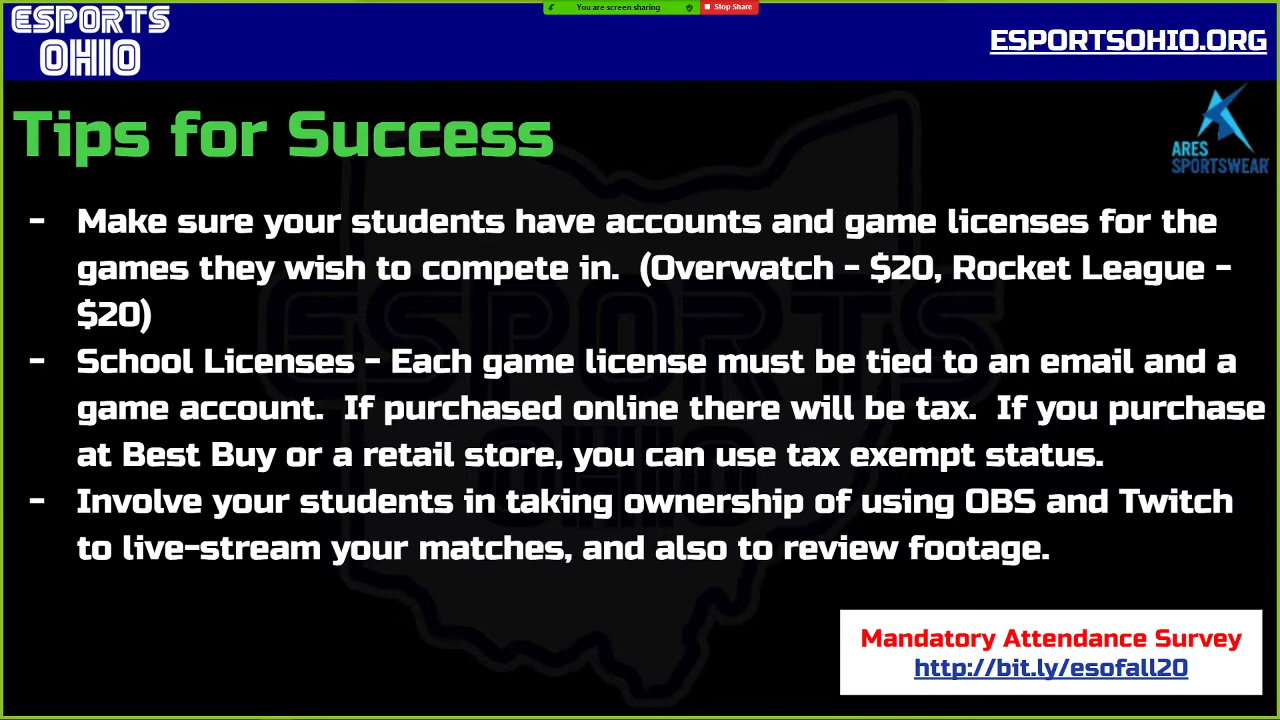 You are screen sharing Stop Share
ESPORTS
OHIO
ESPORTSOHIO.ORG
Tips for Success
ARES
SPORTSWEAR
- Make sure your students have accounts and game licenses for the
games they wish to compete in. (Overwatch - $20, Rocket League -
$20)
- School Licenses - Each game license must be tied to an email and a
game account. If purchased online there will be tax. If you purchase
at Best Buy or a retail store, you can use tax exempt status.
- Involve your students in taking ownership of using OBS and Twitch
to live-stream your matches, and also to review footage.
ESPORTS
OHIO
Mandatory Attendance Survey
http://bit.ly/esofall20